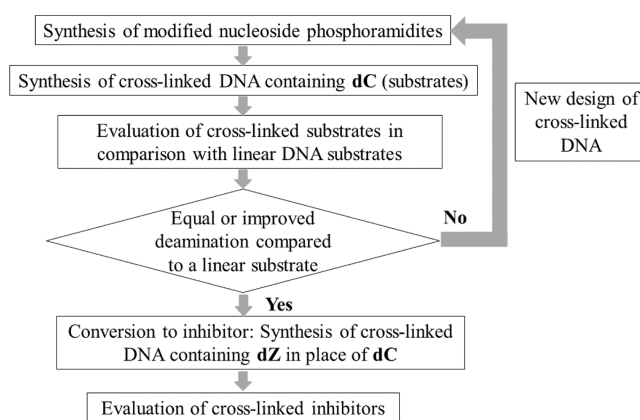 Synthesis of modified nucleoside phosphoramidites
Synthesis of cross-linked DNA containing dC (substrates)
New design of
cross-linked
DNA
Evaluation of cross-linked substrates in
comparison with linear DNA substrates
Equal or improved
deamination compared
to a linear substrate
No
Yes
Conversion to inhibitor: Synthesis of cross-linked
DNA containing dZ in place of dC
Evaluation of cross-linked inhibitors